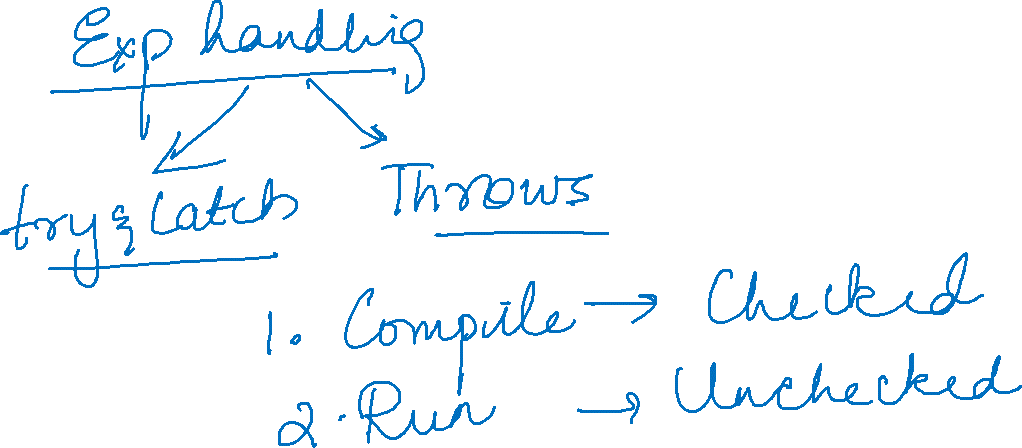 Exp handling
try & Catch Throws
1. Compile → Checked
2. Run → Unchecked